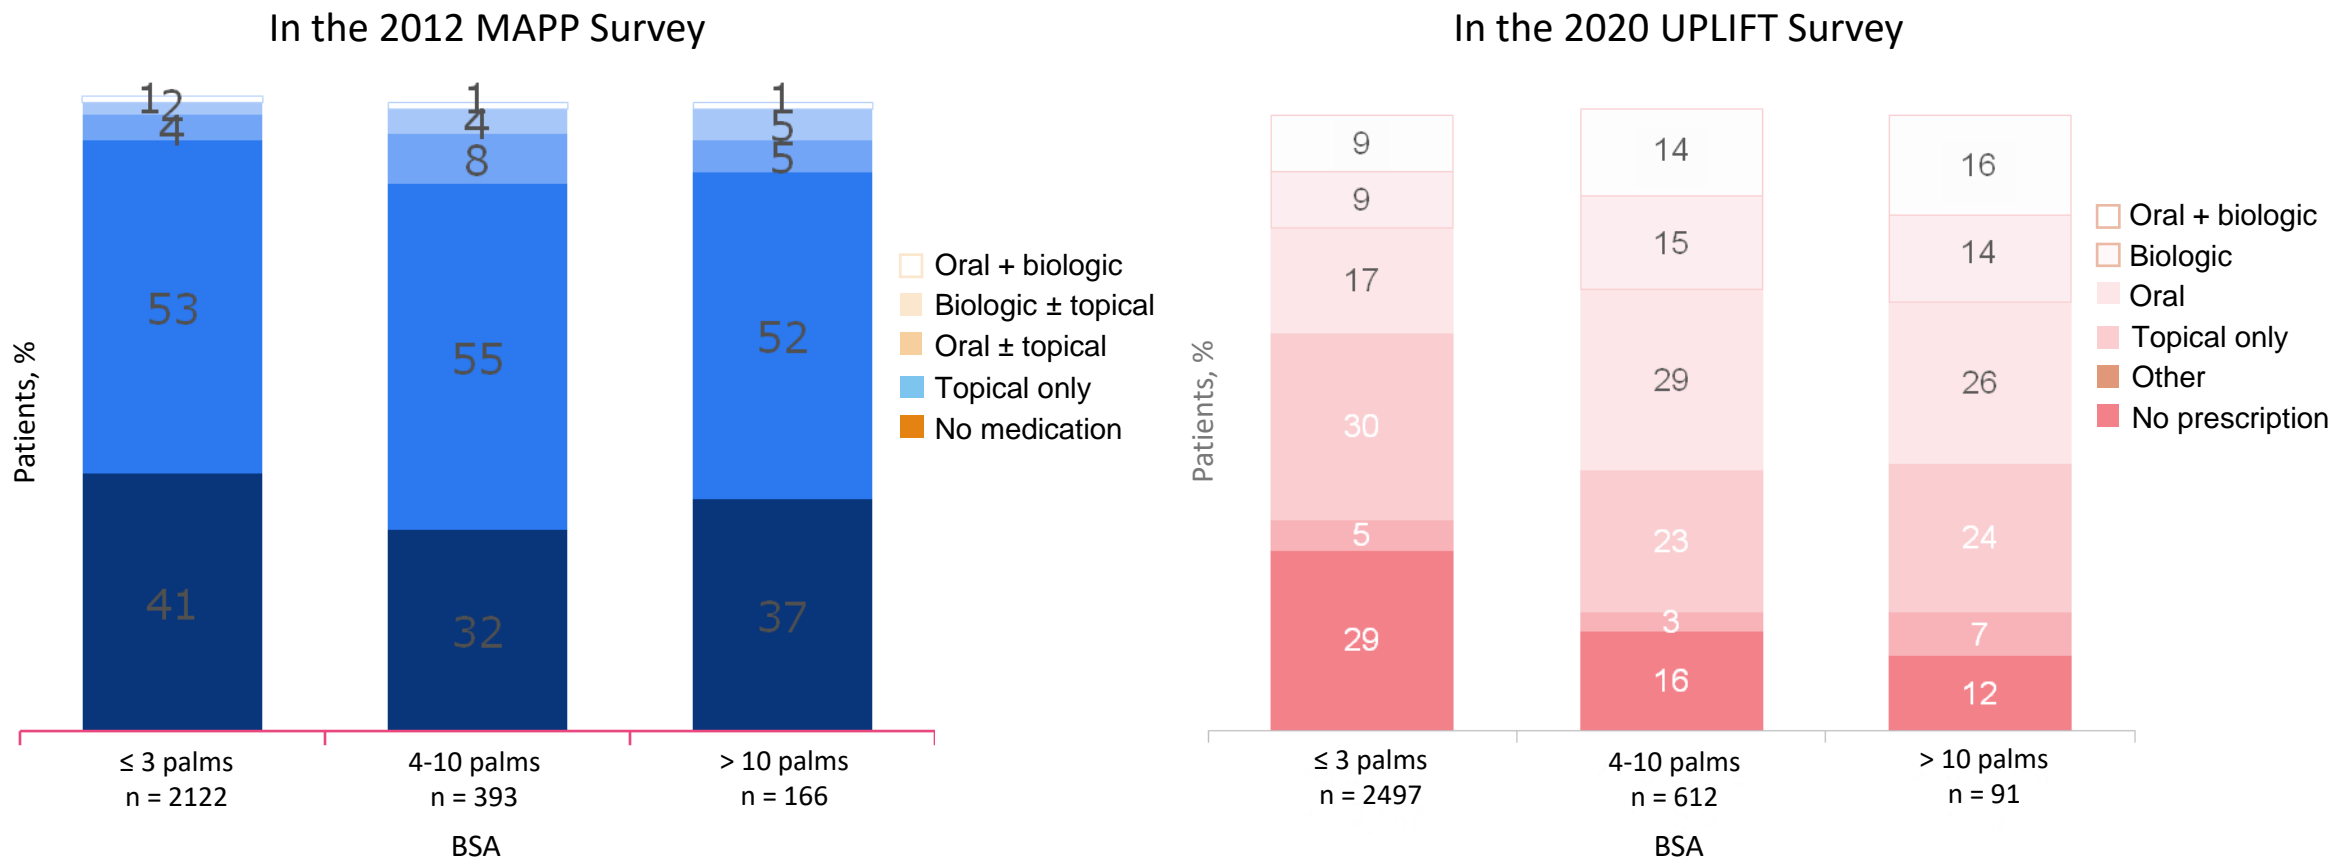 In the 2012 MAPP Survey
Patients, %
1 2
4
53
41
1
4
8
55
32
1
5
5
52
37
≤ 3 palms
n = 2122
4-10 palms
n = 393
> 10 palms
n = 166
BSA
Oral + biologic
Biologic ± topical
Oral ± topical
Topical only
No medication
In the 2020 UPLIFT Survey
Patients, %
9
9
17
30
5
29
14
15
29
23
3
16
16
14
26
24
7
12
≤ 3 palms
n = 2497
4-10 palms
n = 612
> 10 palms
n = 91
BSA
Oral + biologic
Biologic
Oral
Topical only
Other
No prescription